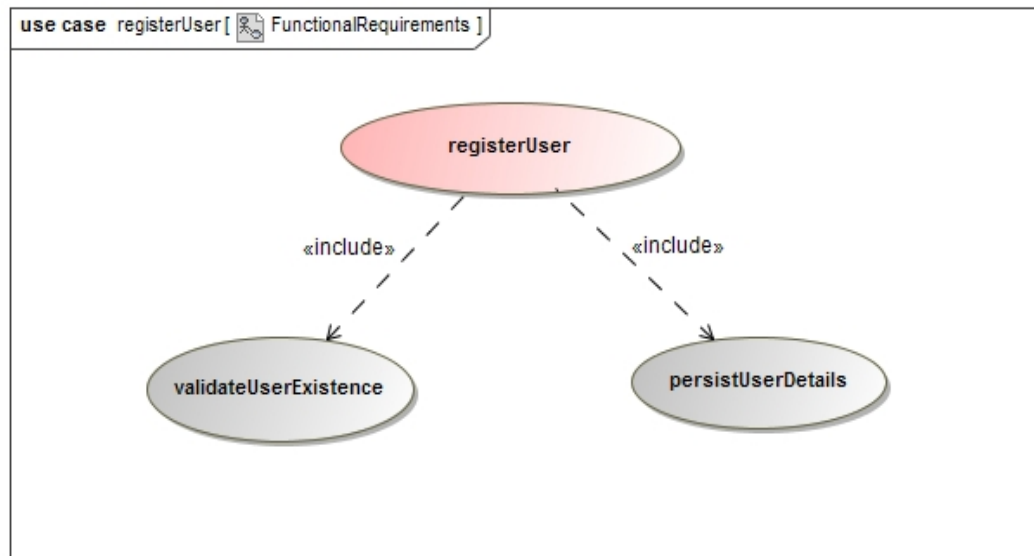 use case registerUser [ FunctionalRequirements ]
registerUser
«include» «include»
validateUserExistence persistUserDetails